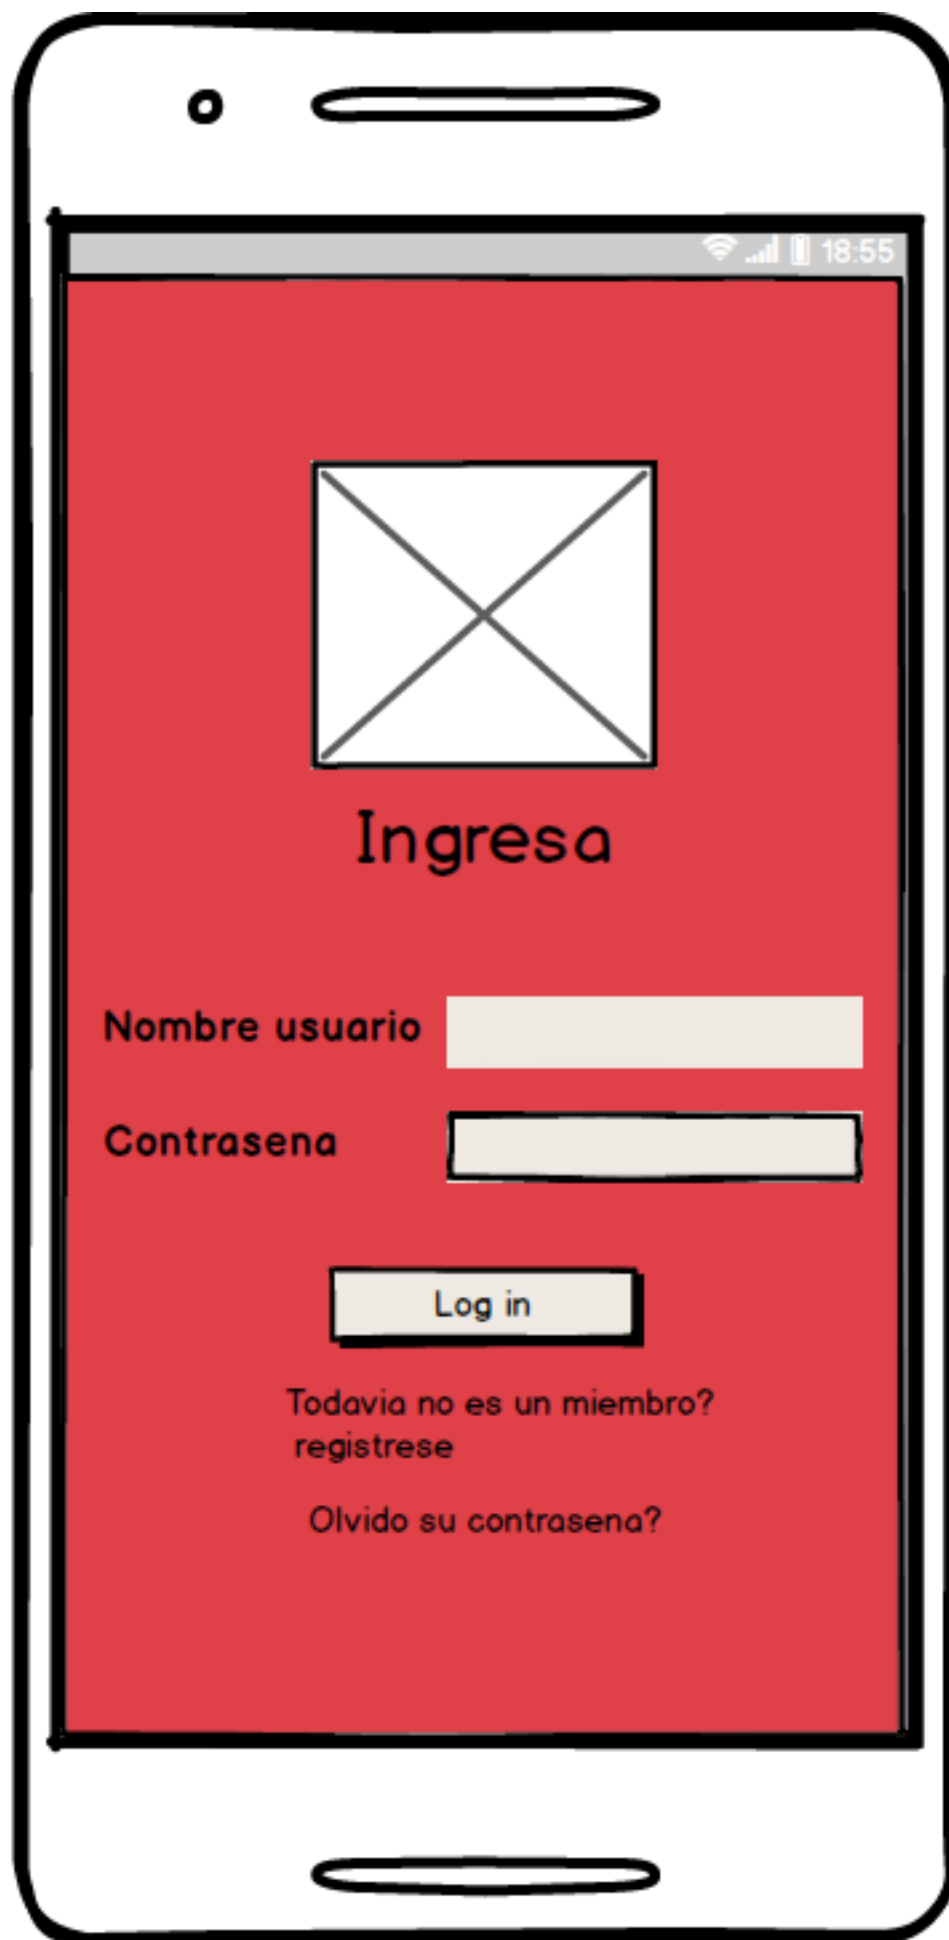 18:55
Ingresa
Nombre usuario
Contrasena
Log in
Todavia no es un miembro?
registrese
Olvido su contrasena?